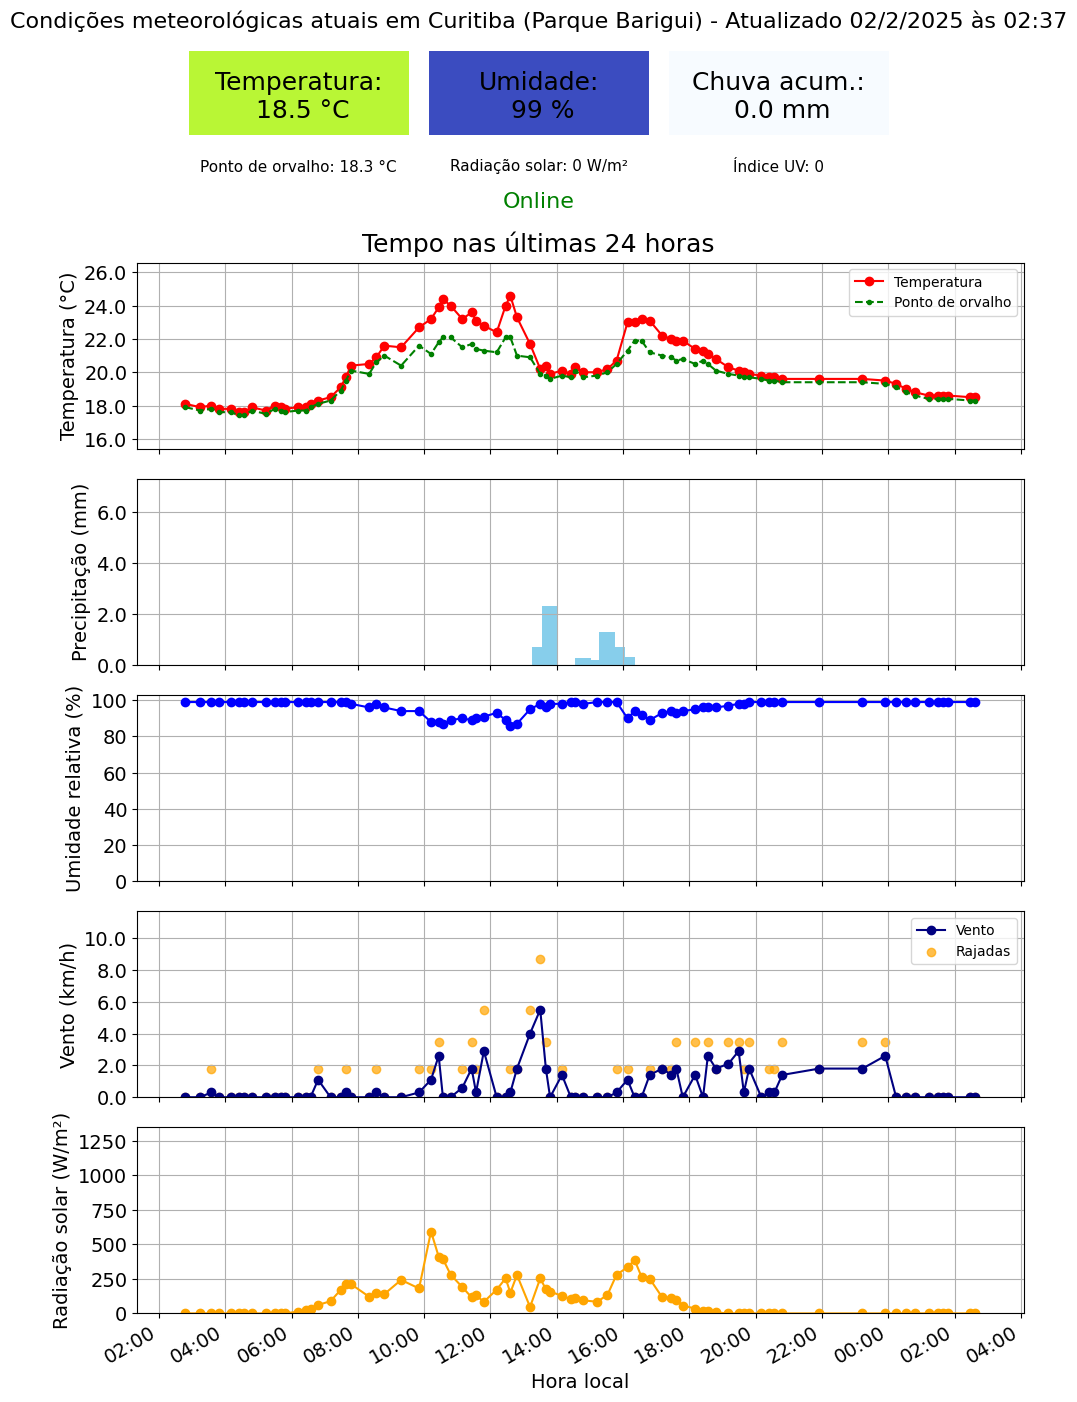 Condições meteorológicas atuais em Curitiba (Parque Barigui) - Atualizado 02/2/2025 às 02:37
Temperatura:
18.5 °C
Umidade:
99 %
Chuva acum.:
0.0 mm
Ponto de orvalho: 18.3 °C
Radiação solar: 0 W/m²
Índice UV: 0
Online
Tempo nas últimas 24 horas
Temperatura (°C)
26.0
24.0
22.0
20.0
18.0
16.0
Temperatura
Ponto de orvalho
Precipitação (mm)
6.0
4.0
2.0
0.0
Umidade relativa (%)
100
80
60
40
20
0
Vento (km/h)
10.0
8.0
6.0
4.0
2.0
0.0
Vento
Rajadas
Radiação solar (W/m²)
1250
1000
750
500
250
0
02:00
04:00
06:00
08:00
10:00
12:00
14:00
16:00
18:00
20:00
22:00
00:00
02:00
04:00
Hora local